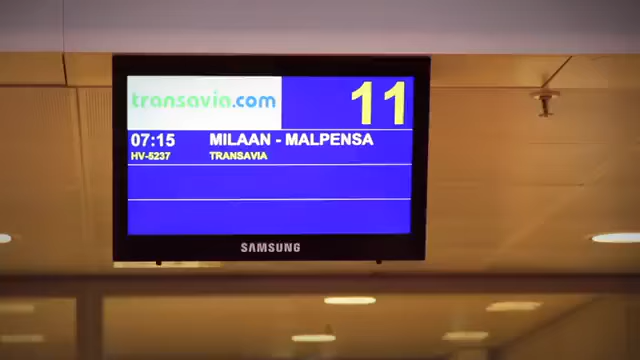 transavia.com
11
07:15 MILAAN - MALPENSA
HV-5237 TRANSAVIA
SAMSUNG